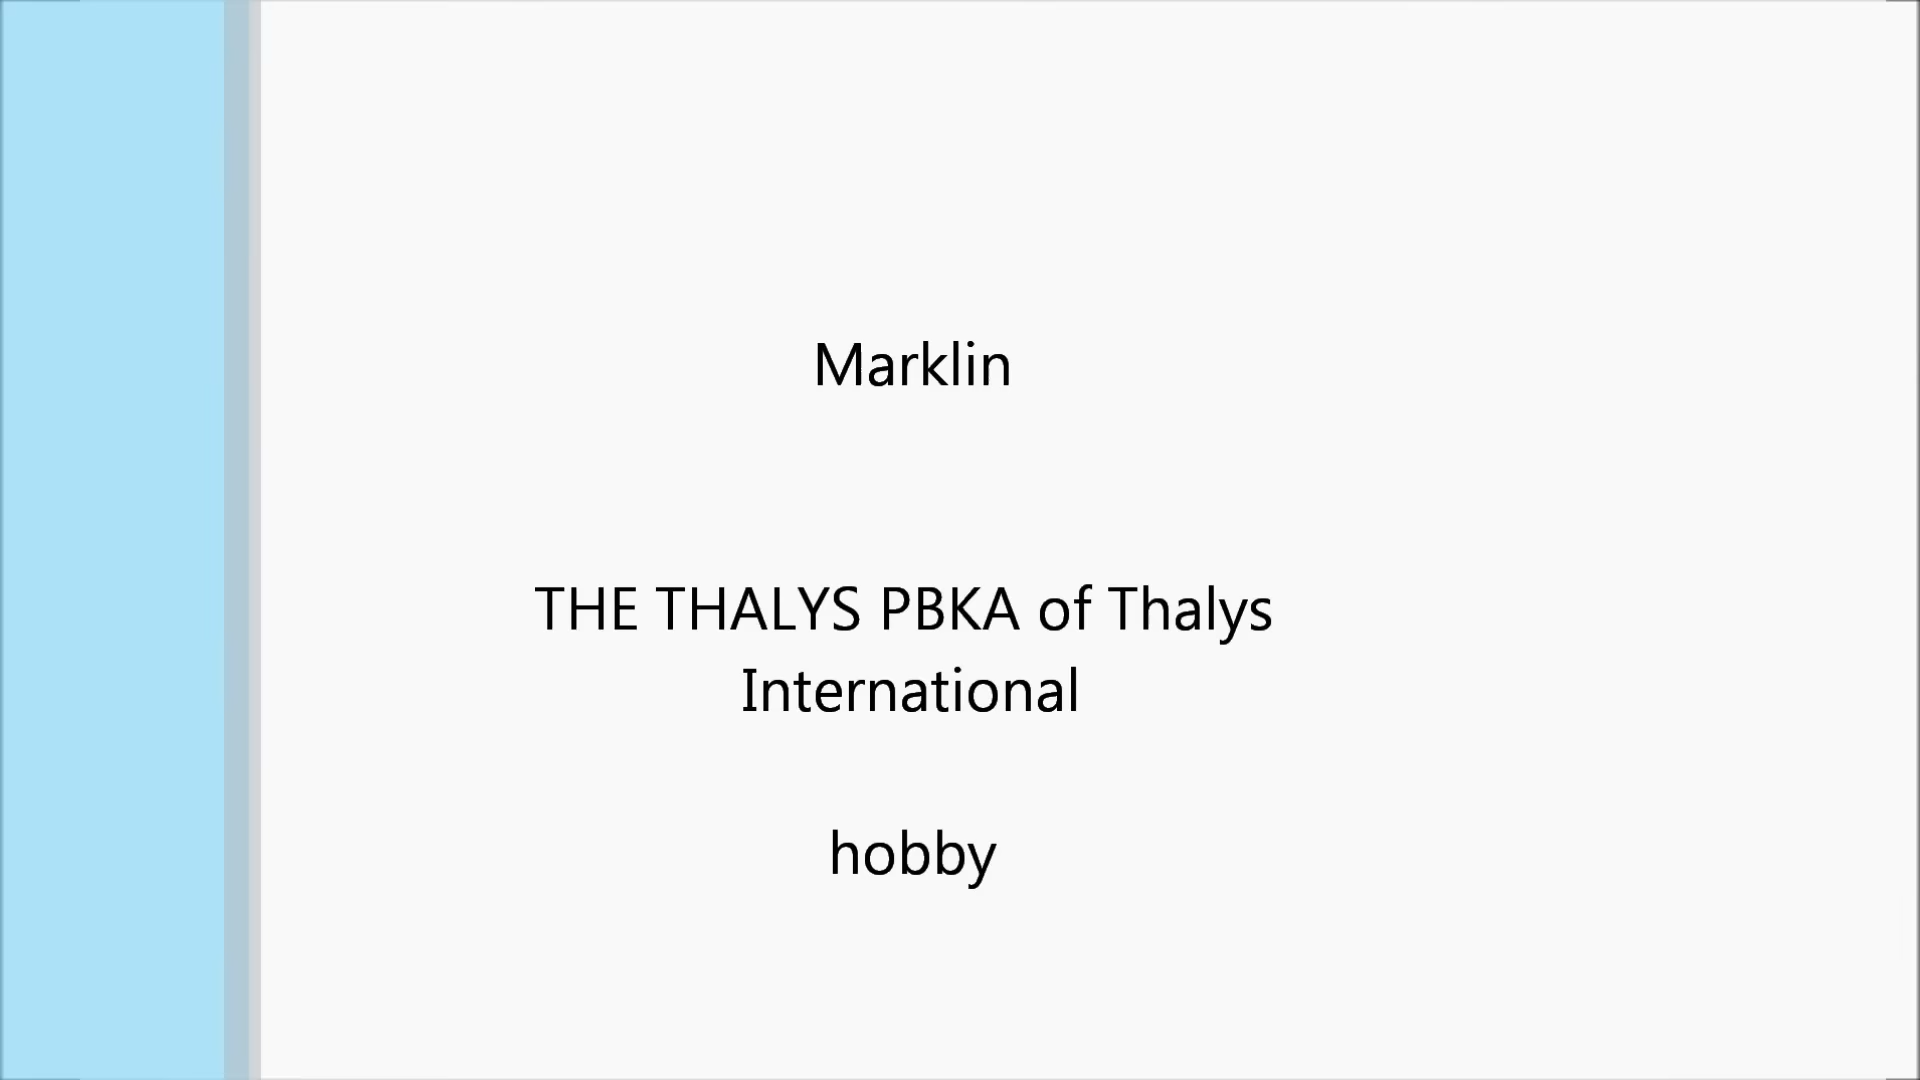 Marklin
THE THALYS PBKA of Thalys
International
hobby